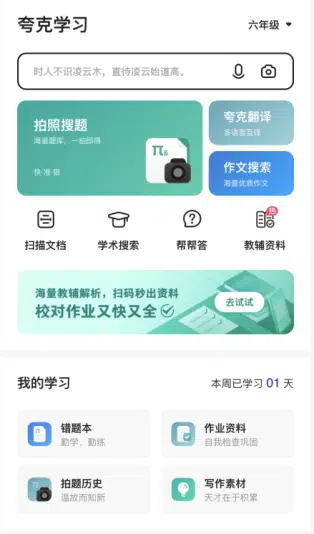 夸克学习
六年级
时人不识凌云木，直待凌云始道高。
拍照搜题
海量题库，一拍即得
快·准·细
夸克翻译
多语言互译
作文搜索
海量优质作文
扫描文档
学术搜索
帮帮答
教辅资料
海量教辅解析，扫码秒出资料
校对作业又快又全
去试试
我的学习
本周已学习 01 天
错题本
勤学、勤练
作业资料
自我检查巩固
拍题历史
温故而知新
写作素材
天才在于积累